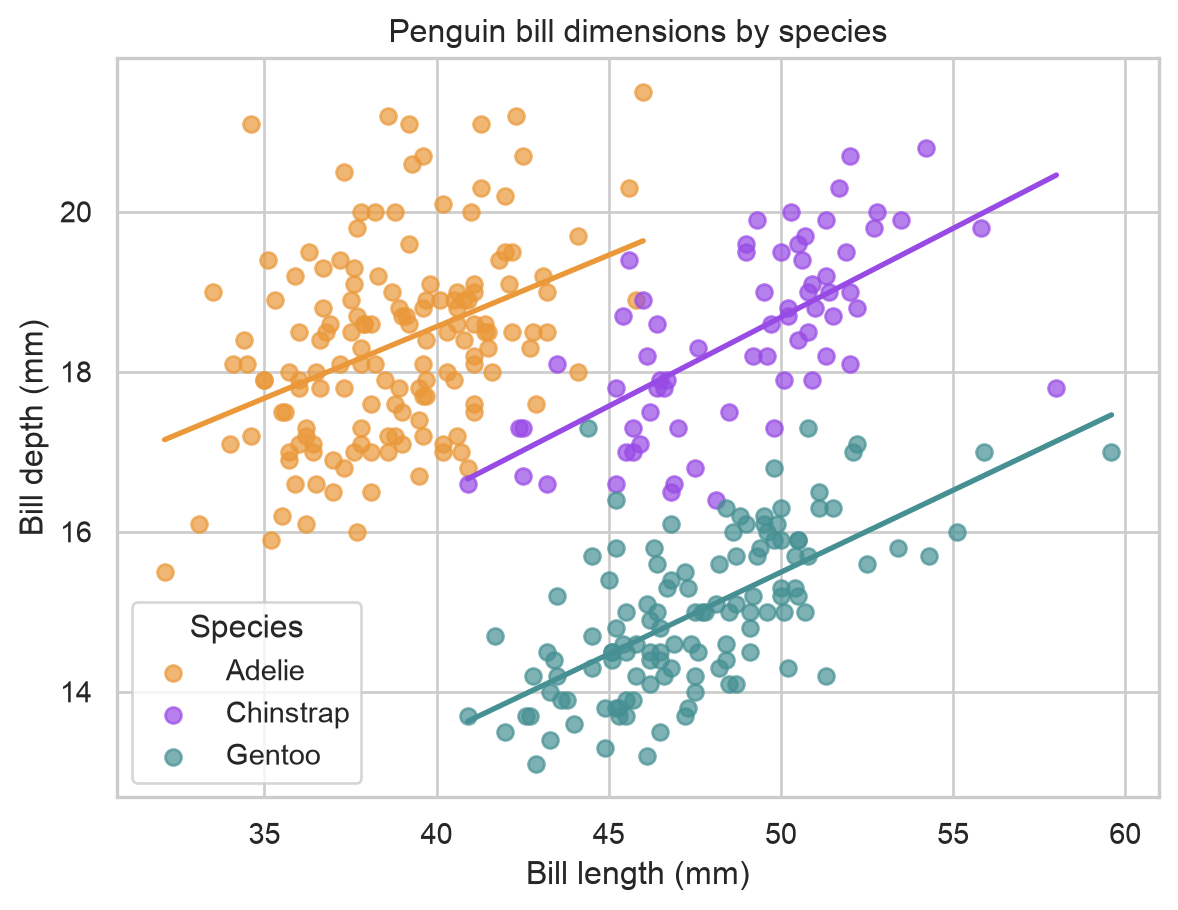 Penguin bill dimensions by species
Bill depth (mm)
20
18
16
14
Species
Adelie
Chinstrap
Gentoo
35 40 45 50 55 60
Bill length (mm)